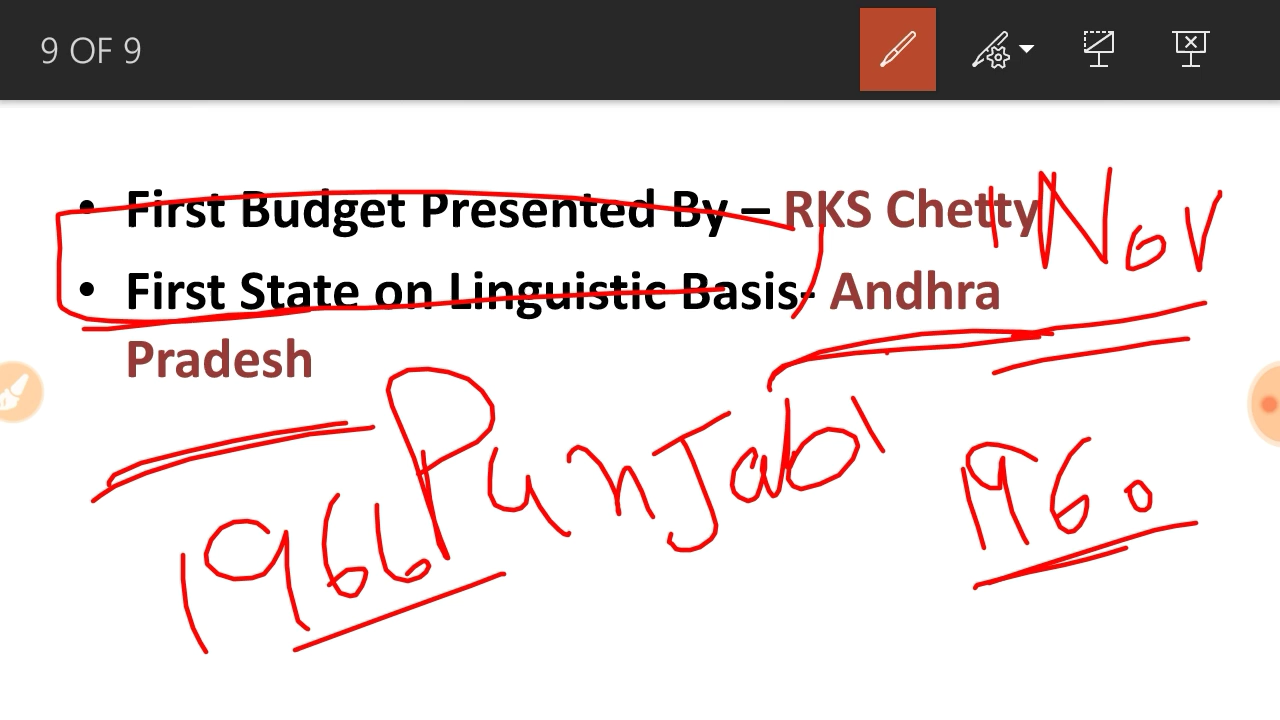 9 OF 9
• First Budget Presented By – RKS Chetty
1 Nov
• First State on Linguistic Basis- Andhra
Pradesh
Punjabi
1960
1966